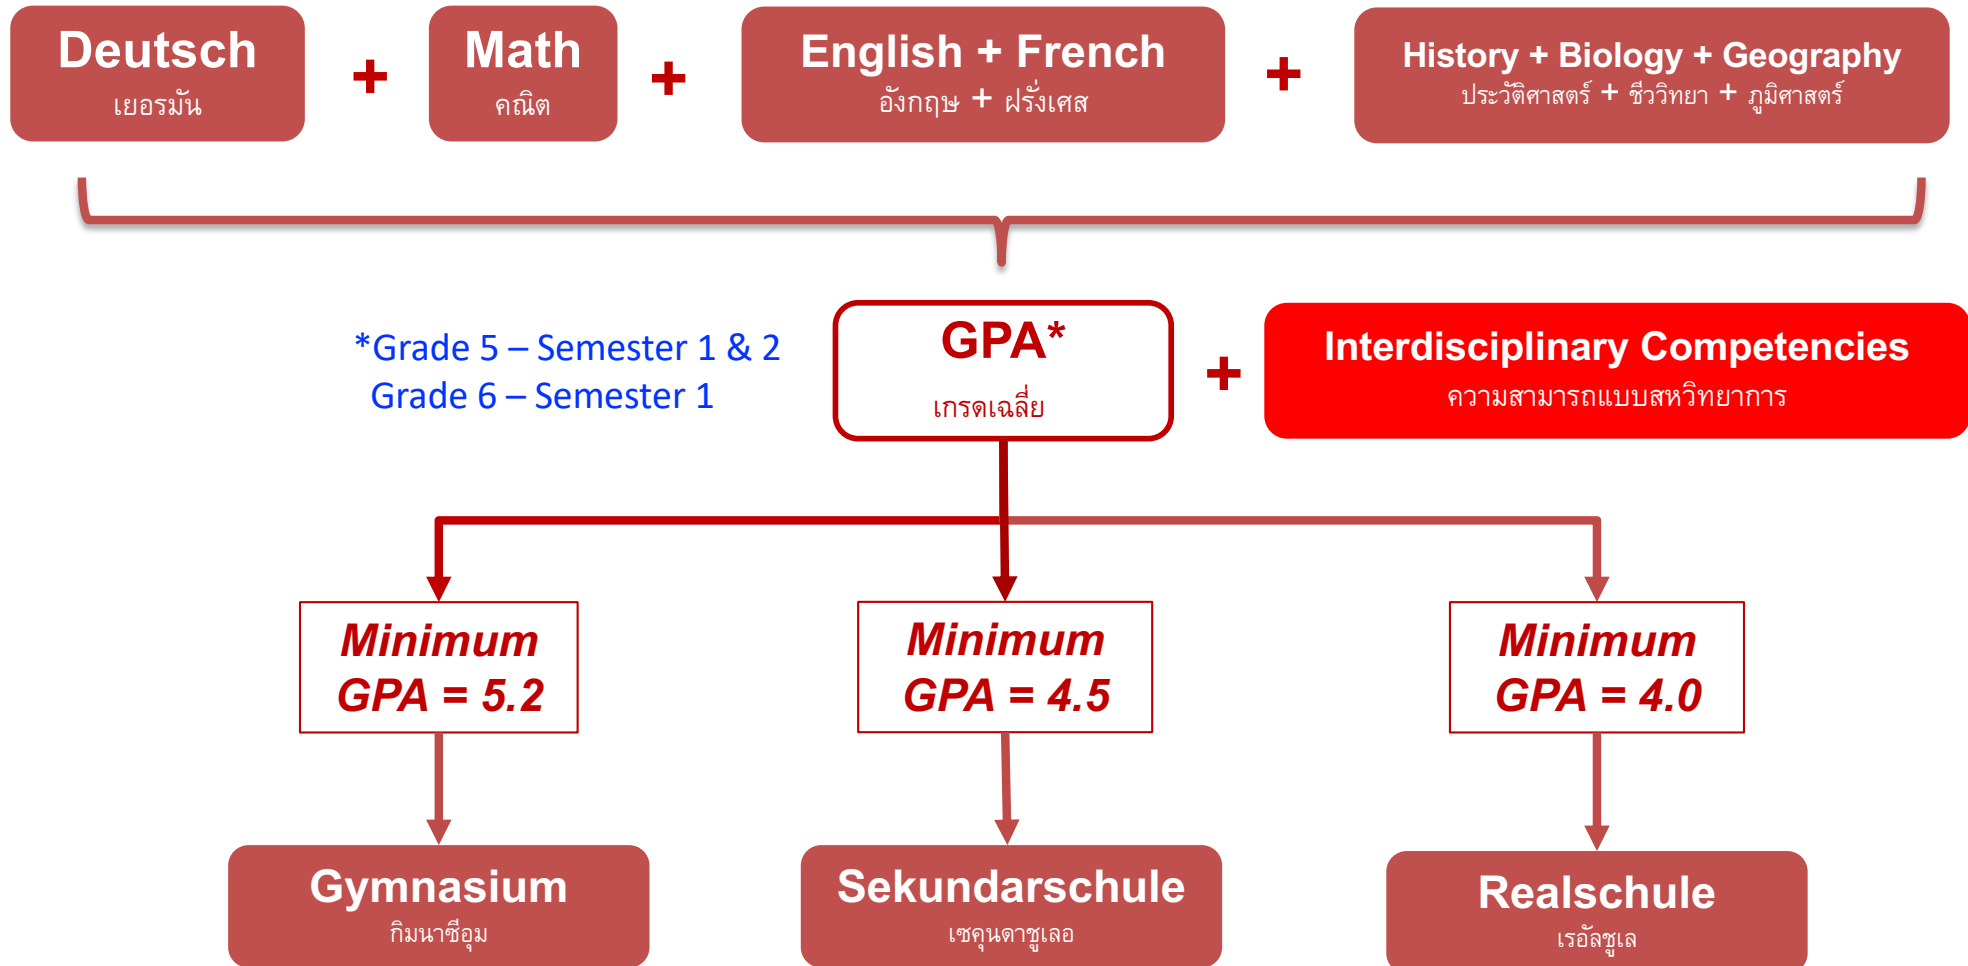 Deutsch
เยอรมัน
+
Math
คณิต
+
English + French
อังกฤษ + ฝรั่งเศส
+
History + Biology + Geography
ประวัติศาสตร์ + ชีววิทยา + ภูมิศาสตร์
*Grade 5 – Semester 1 & 2
Grade 6 – Semester 1
GPA*
เกรดเฉลี่ย
+
Interdisciplinary Competencies
ความสามารถแบบสหวิทยาการ
Minimum
GPA = 5.2
Minimum
GPA = 4.5
Minimum
GPA = 4.0
Gymnasium
กิมนาซีอุม
Sekundarschule
เซคุนดาชูเลอ
Realschule
เรอัลชูเล